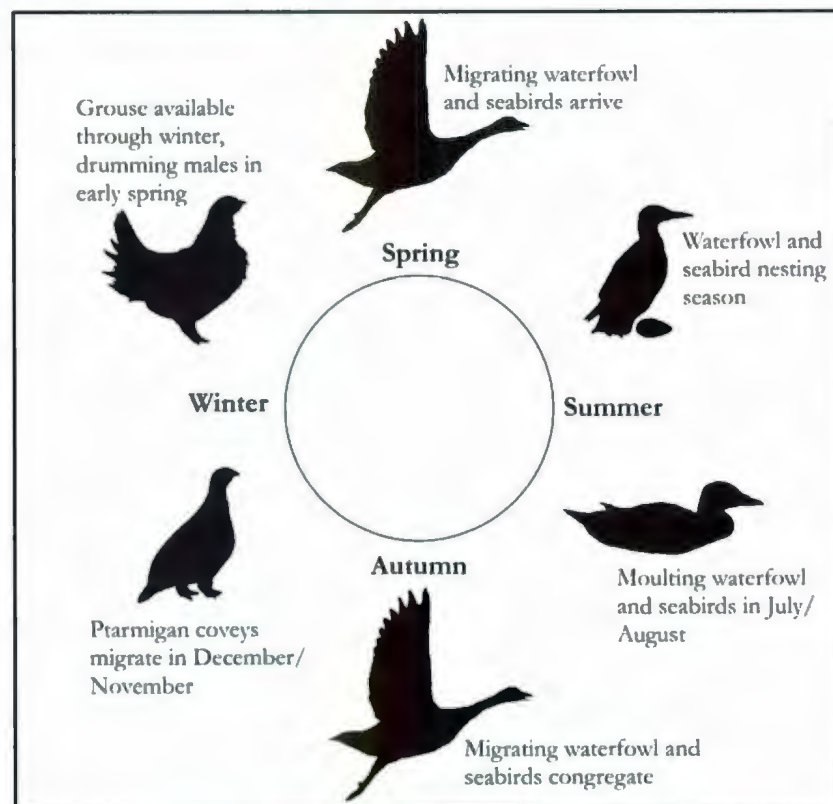 Migrating waterfowl
and seabirds arrive
Grouse available
through winter,
drumming males in
early spring
Spring
Waterfowl and
seabird nesting
season
Winter
Summer
Autumn
Moulting waterfowl
and seabirds in July/
August
Ptarmigan coveys
migrate in December/
November
Migrating waterfowl and
seabirds congregate